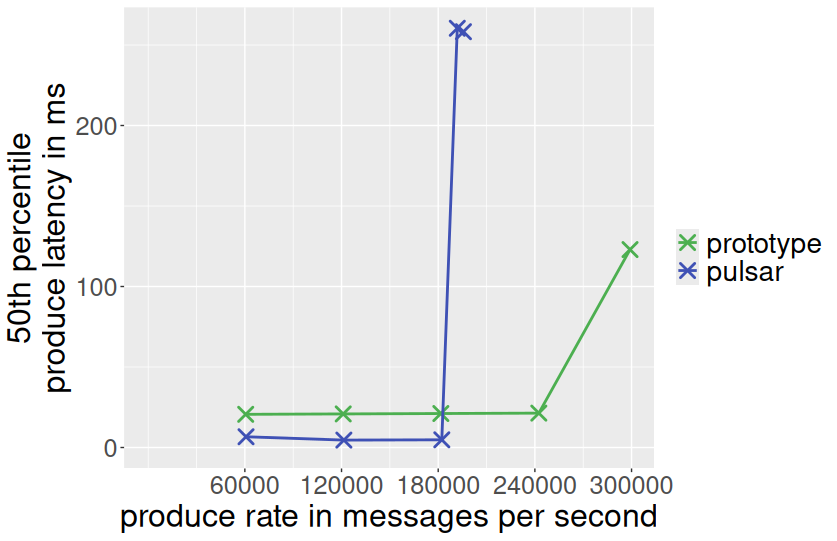 50th percentile
produce latency in ms
200
100
0
60000 120000 180000 240000 300000
produce rate in messages per second
prototype
pulsar